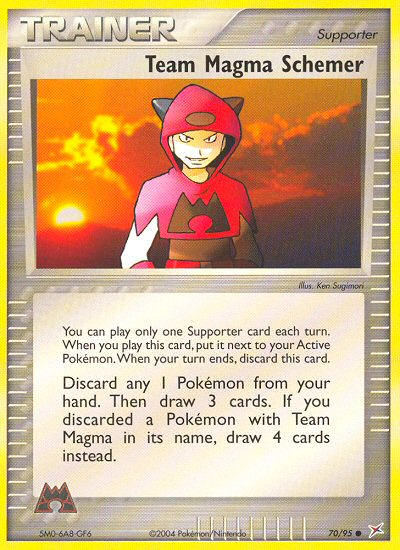 TRAINER
Supporter
Team Magma Schemer
Illus. Ken Sugimori
You can play only one Supporter card each turn.
When you play this card, put it next to your Active
Pokémon. When your turn ends, discard this card.
Discard any 1 Pokémon from your
hand. Then draw 3 cards. If you
discarded a Pokémon with Team
Magma in its name, draw 4 cards
instead.
5M0-6A8-GF6
©2004 Pokémon/Nintendo
70/95